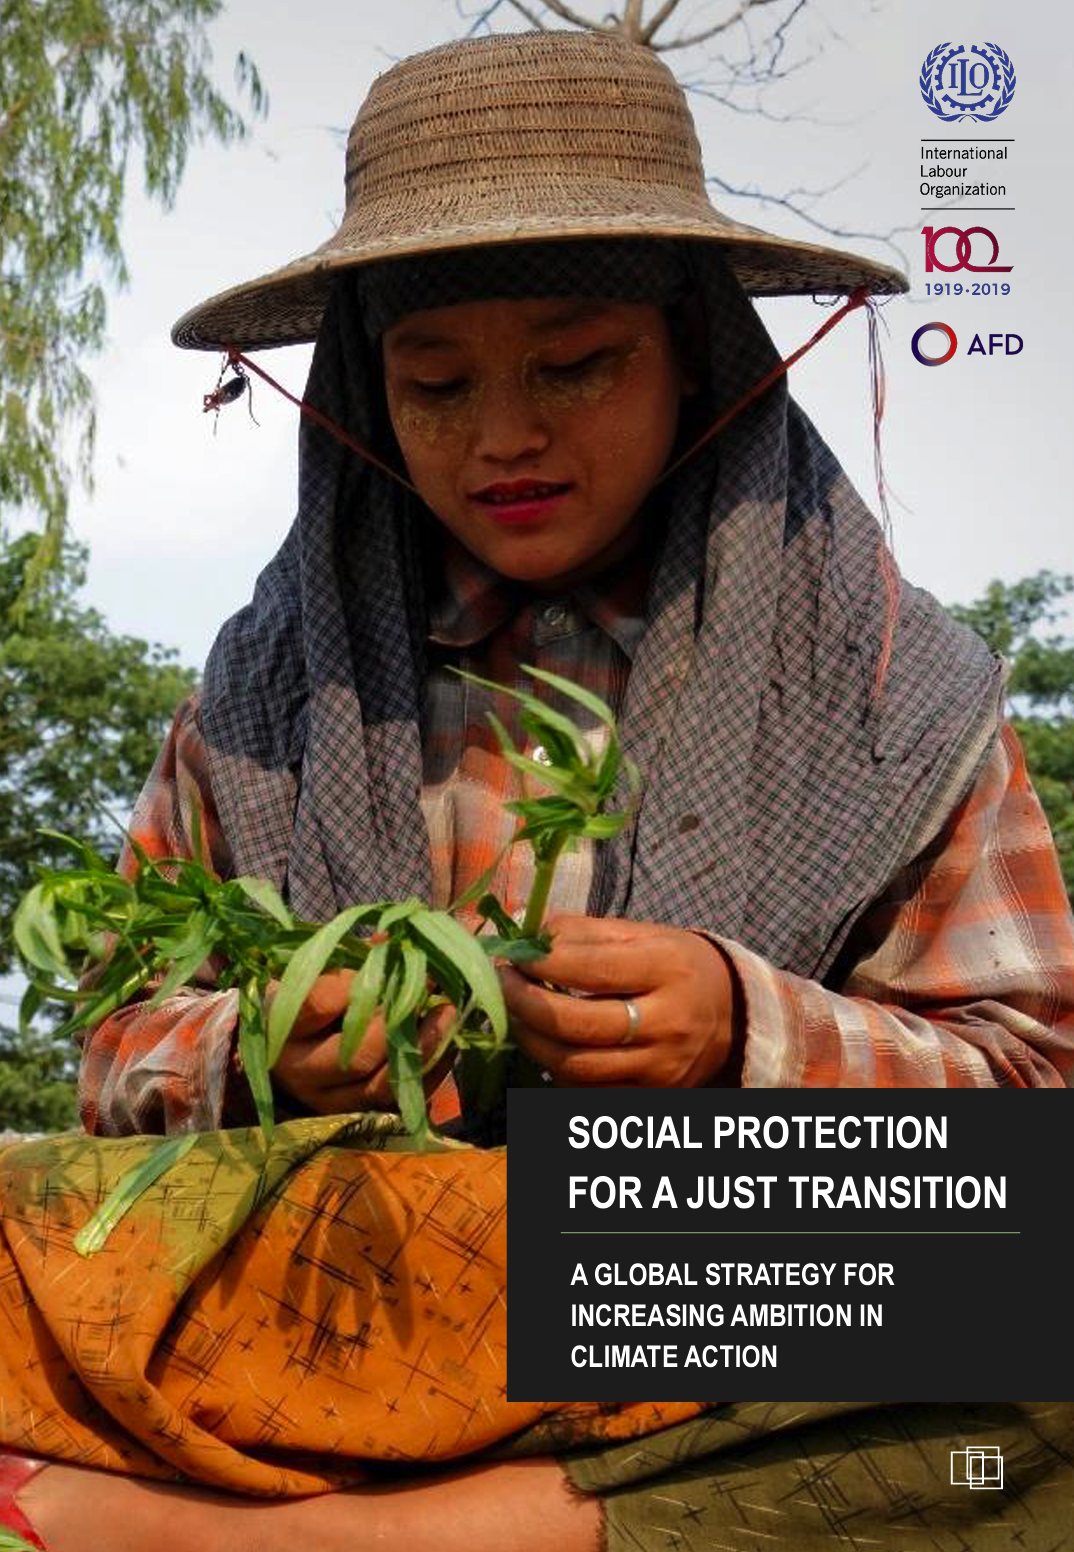 ILO
International
Labour
Organization
100
1919·2019
AFD
SOCIAL PROTECTION
FOR A JUST TRANSITION
A GLOBAL STRATEGY FOR
INCREASING AMBITION IN
CLIMATE ACTION